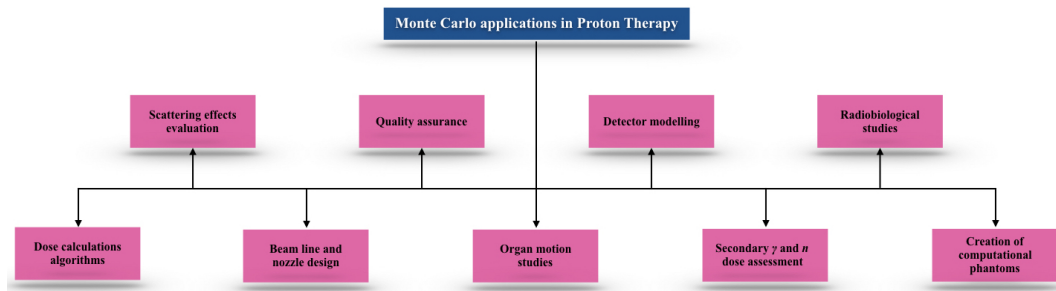 Monte Carlo applications in Proton Therapy
Scattering effects
evaluation
Quality assurance
Detector modelling
Radiobiological
studies
Dose calculations
algorithms
Beam line and
nozzle design
Organ motion
studies
Secondary γ and n
dose assessment
Creation of
computational
phantoms